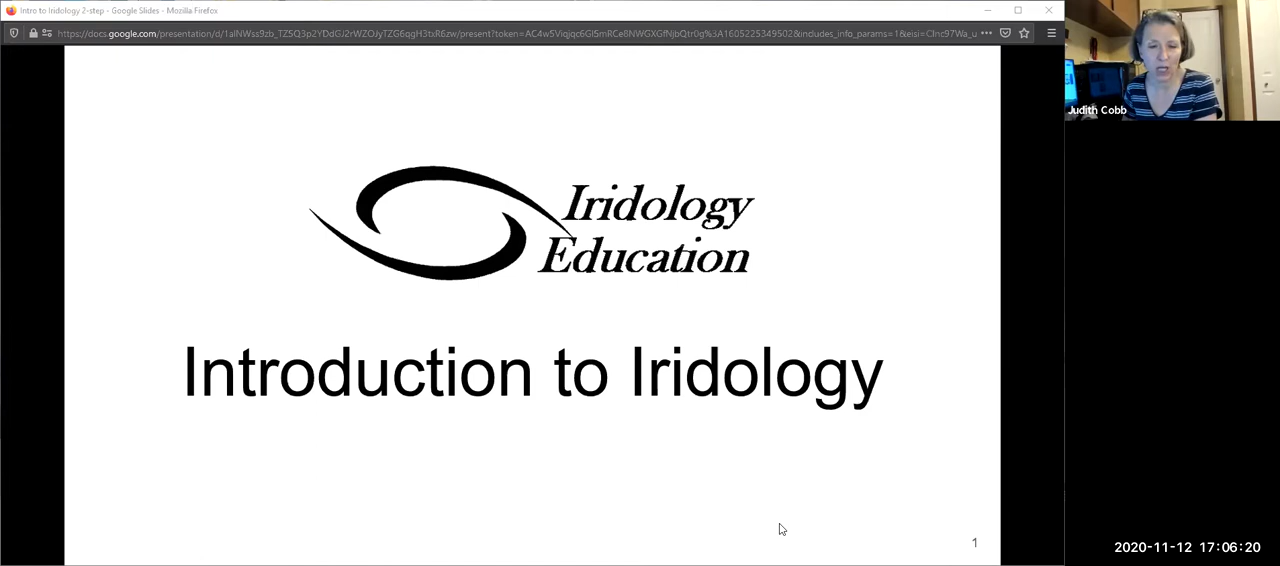 Intro to Iridology 2-step - Google Slides - Mozilla Firefox
Judith Cobb
Iridology
Education
Introduction to Iridology
1
2020-11-12 17:06:20